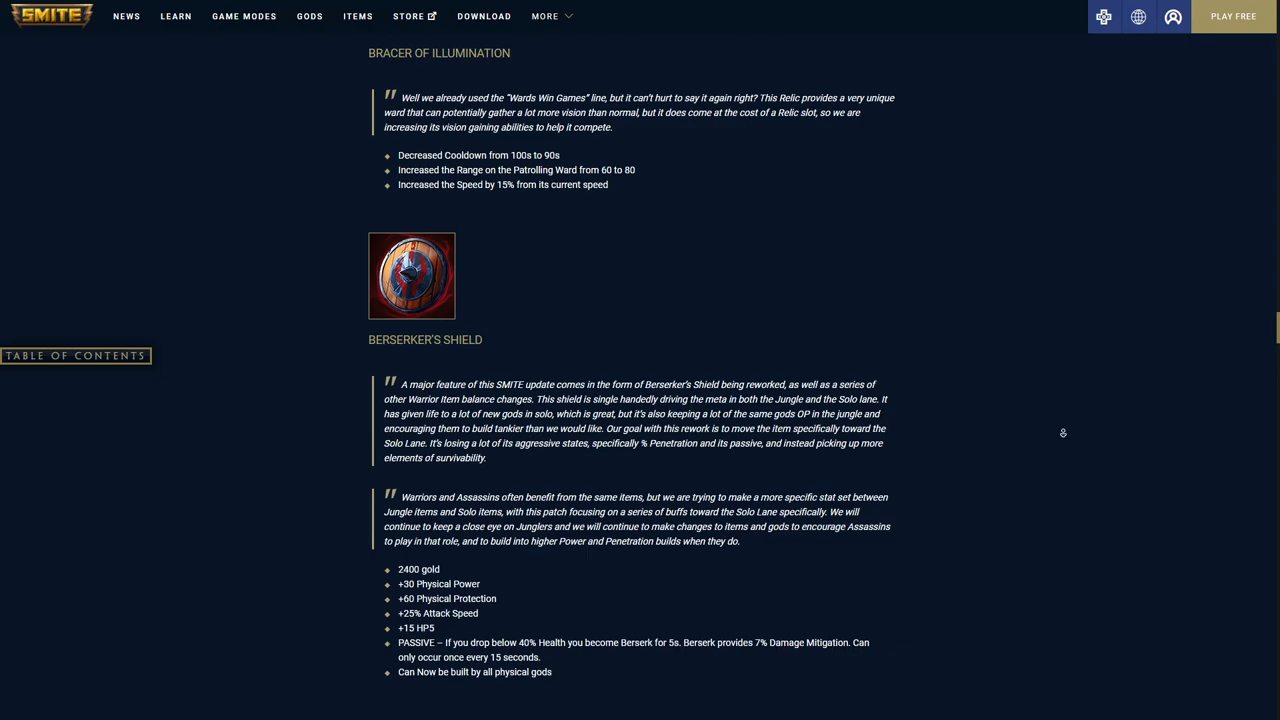 SMITE NEWS LEARN GAME MODES GODS ITEMS STORE DOWNLOAD MORE PLAY FREE
BRACER OF ILLUMINATION
" Well we already used the “Wards Win Games” line, but it can’t hurt to say it again right? This Relic provides a very unique
ward that can potentially gather a lot more vision than normal, but it does come at the cost of a Relic slot, so we are
increasing its vision gaining abilities to help it compete.
Decreased Cooldown from 100s to 90s
Increased the Range on the Patrolling Ward from 60 to 80
Increased the Speed by 15% from its current speed
BERSERKER’S SHIELD
TABLE OF CONTENTS
" A major feature of this SMITE update comes in the form of Berserker’s Shield being reworked, as well as a series of
other Warrior Item balance changes. This shield is single handedly driving the meta in both the Jungle and the Solo lane. It
has given life to a lot of new gods in solo, which is great, but it’s also keeping a lot of the same gods OP in the jungle and
encouraging them to build tankier than we would like. Our goal with this rework is to move the item specifically toward the
Solo Lane. It’s losing a lot of its aggressive states, specifically % Penetration and its passive, and instead picking up more
elements of survivability.
" Warriors and Assassins often benefit from the same items, but we are trying to make a more specific stat set between
Jungle items and Solo items, with this patch focusing on a series of buffs toward the Solo Lane specifically. We will
continue to keep a close eye on Junglers and we will continue to make changes to items and gods to encourage Assassins
to play in that role, and to build into higher Power and Penetration builds when they do.
2400 gold
+30 Physical Power
+60 Physical Protection
+25% Attack Speed
+15 HP5
PASSIVE – If you drop below 40% Health you become Berserk for 5s. Berserk provides 7% Damage Mitigation. Can
only occur once every 15 seconds.
Can Now be built by all physical gods